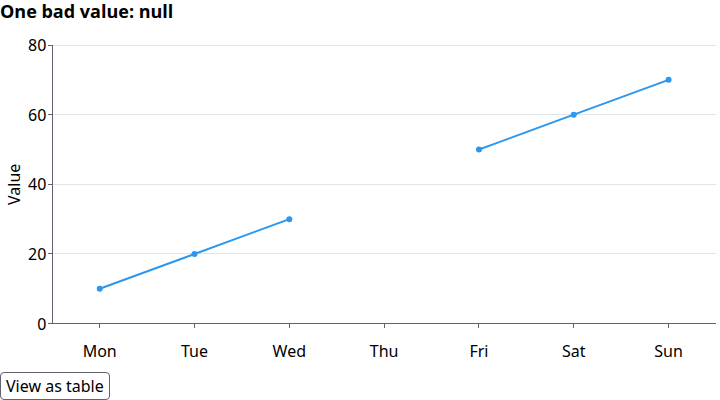 One bad value: null
80
60
40
20
0
Value
Mon Tue Wed Thu Fri Sat Sun
View as table